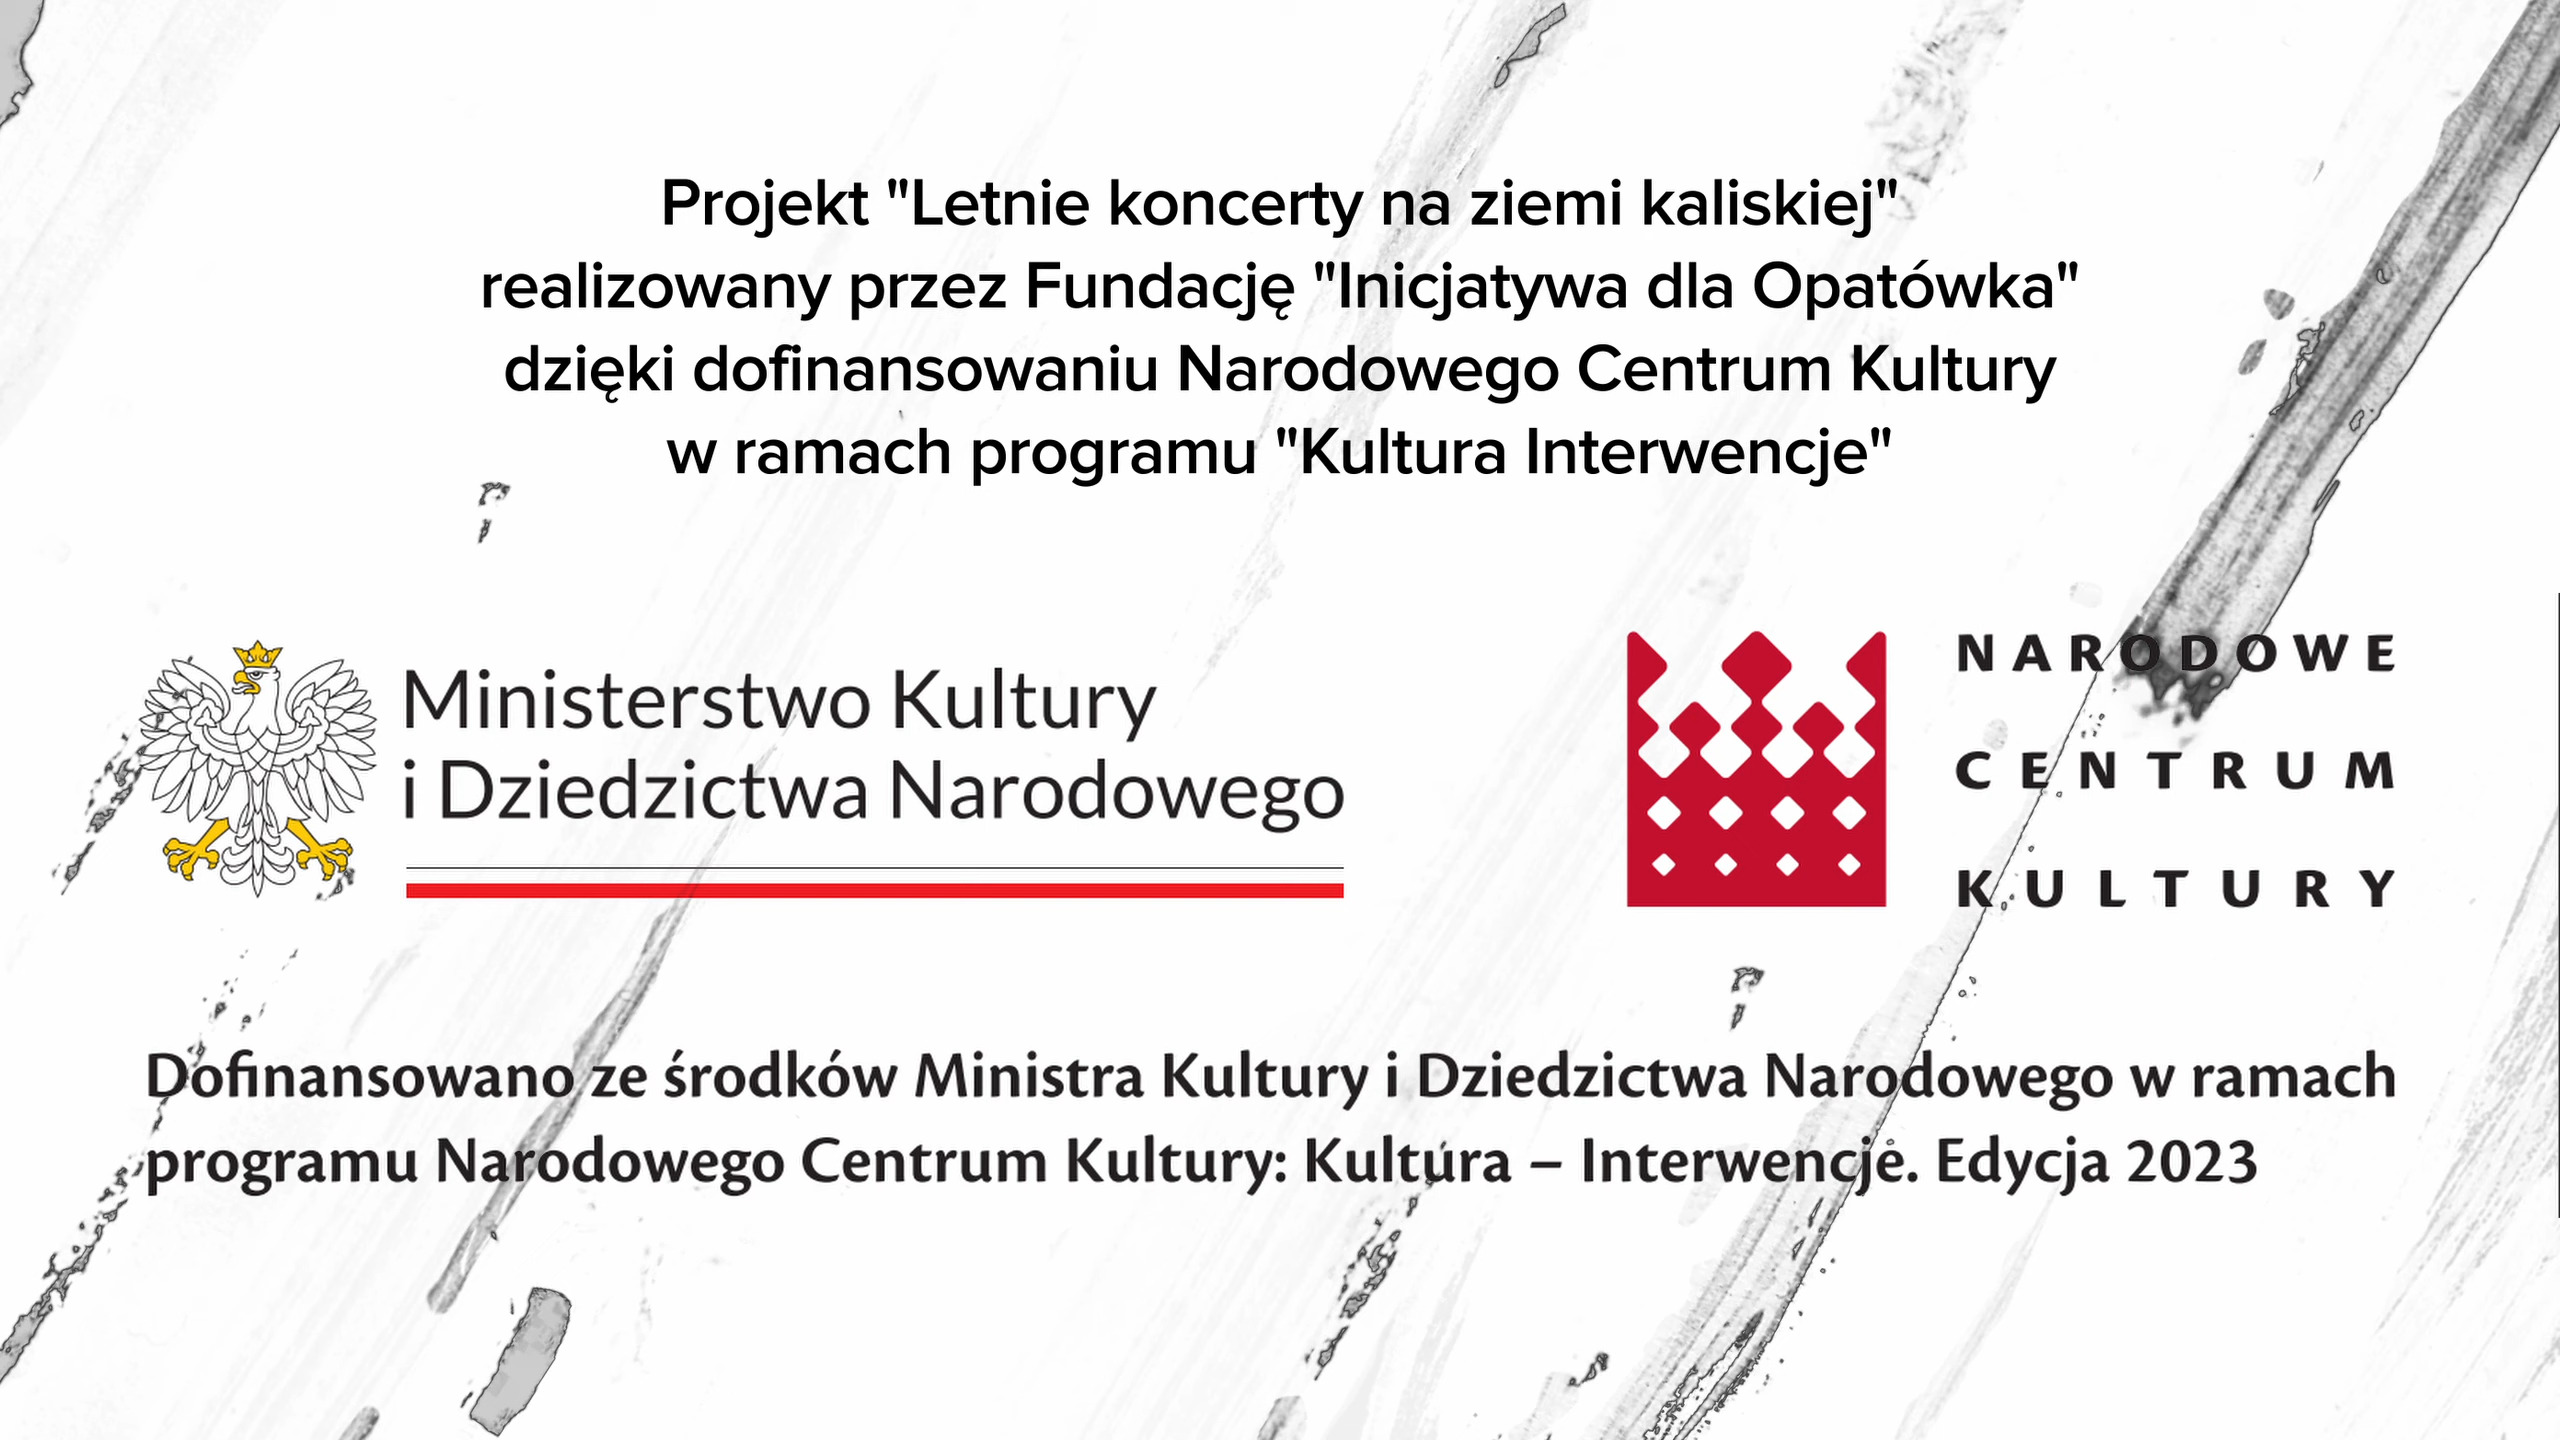 Projekt "Letnie koncerty na ziemi kaliskiej"
realizowany przez Fundację "Inicjatywa dla Opatówka"
dzięki dofinansowaniu Narodowego Centrum Kultury
w ramach programu "Kultura Interwencje"
Ministerstwo Kultury
i Dziedzictwa Narodowego
NARODOWE
CENTRUM
KULTURY
Dofinansowano ze środków Ministra Kultury i Dziedzictwa Narodowego w ramach
programu Narodowego Centrum Kultury: Kultura – Interwencje. Edycja 2023